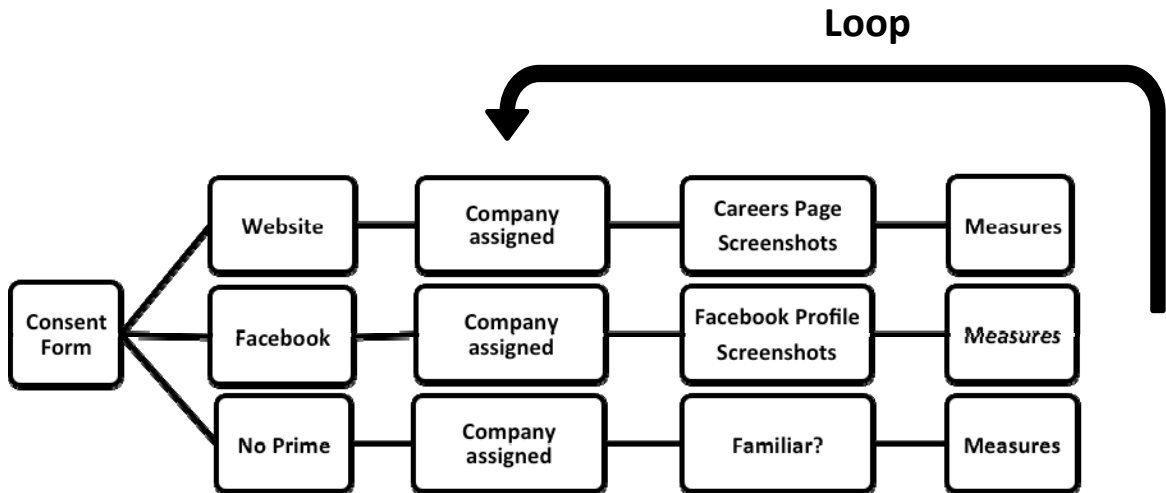 Loop
Website
Company
assigned
Careers Page
Screenshots
Measures
Consent
Form
Facebook
Company
assigned
Facebook Profile
Screenshots
Measures
No Prime
Company
assigned
Familiar?
Measures